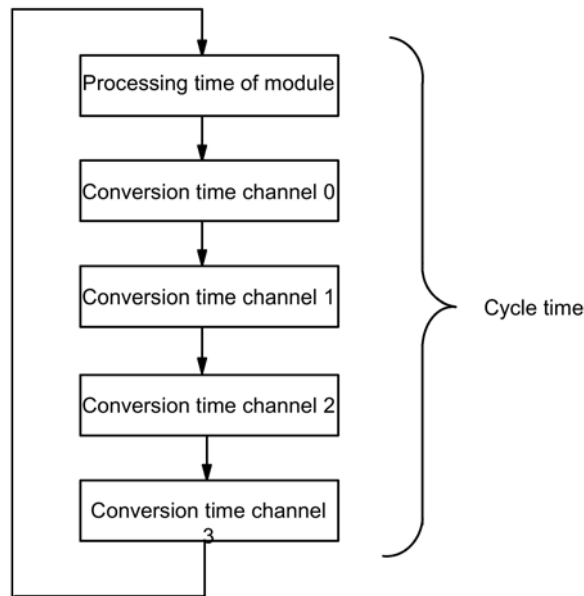 Processing time of module
Conversion time channel 0
Conversion time channel 1
Conversion time channel 2
Conversion time channel
3
Cycle time